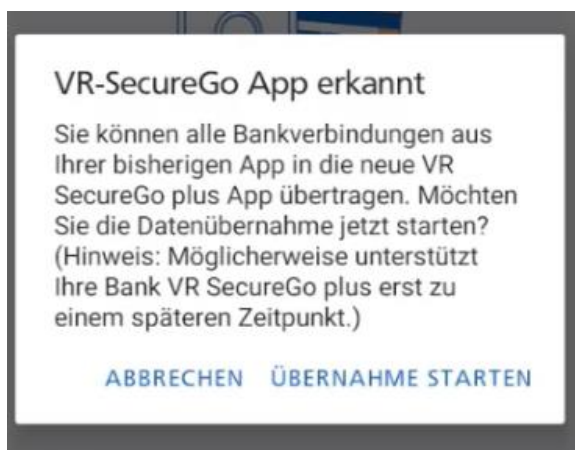 VR-SecureGo App erkannt
Sie können alle Bankverbindungen aus
Ihrer bisherigen App in die neue VR
SecureGo plus App übertragen. Möchten
Sie die Datenübernahme jetzt starten?
(Hinweis: Möglicherweise unterstützt
Ihre Bank VR SecureGo plus erst zu
einem späteren Zeitpunkt.)
ABBRECHEN ÜBERNAHME STARTEN